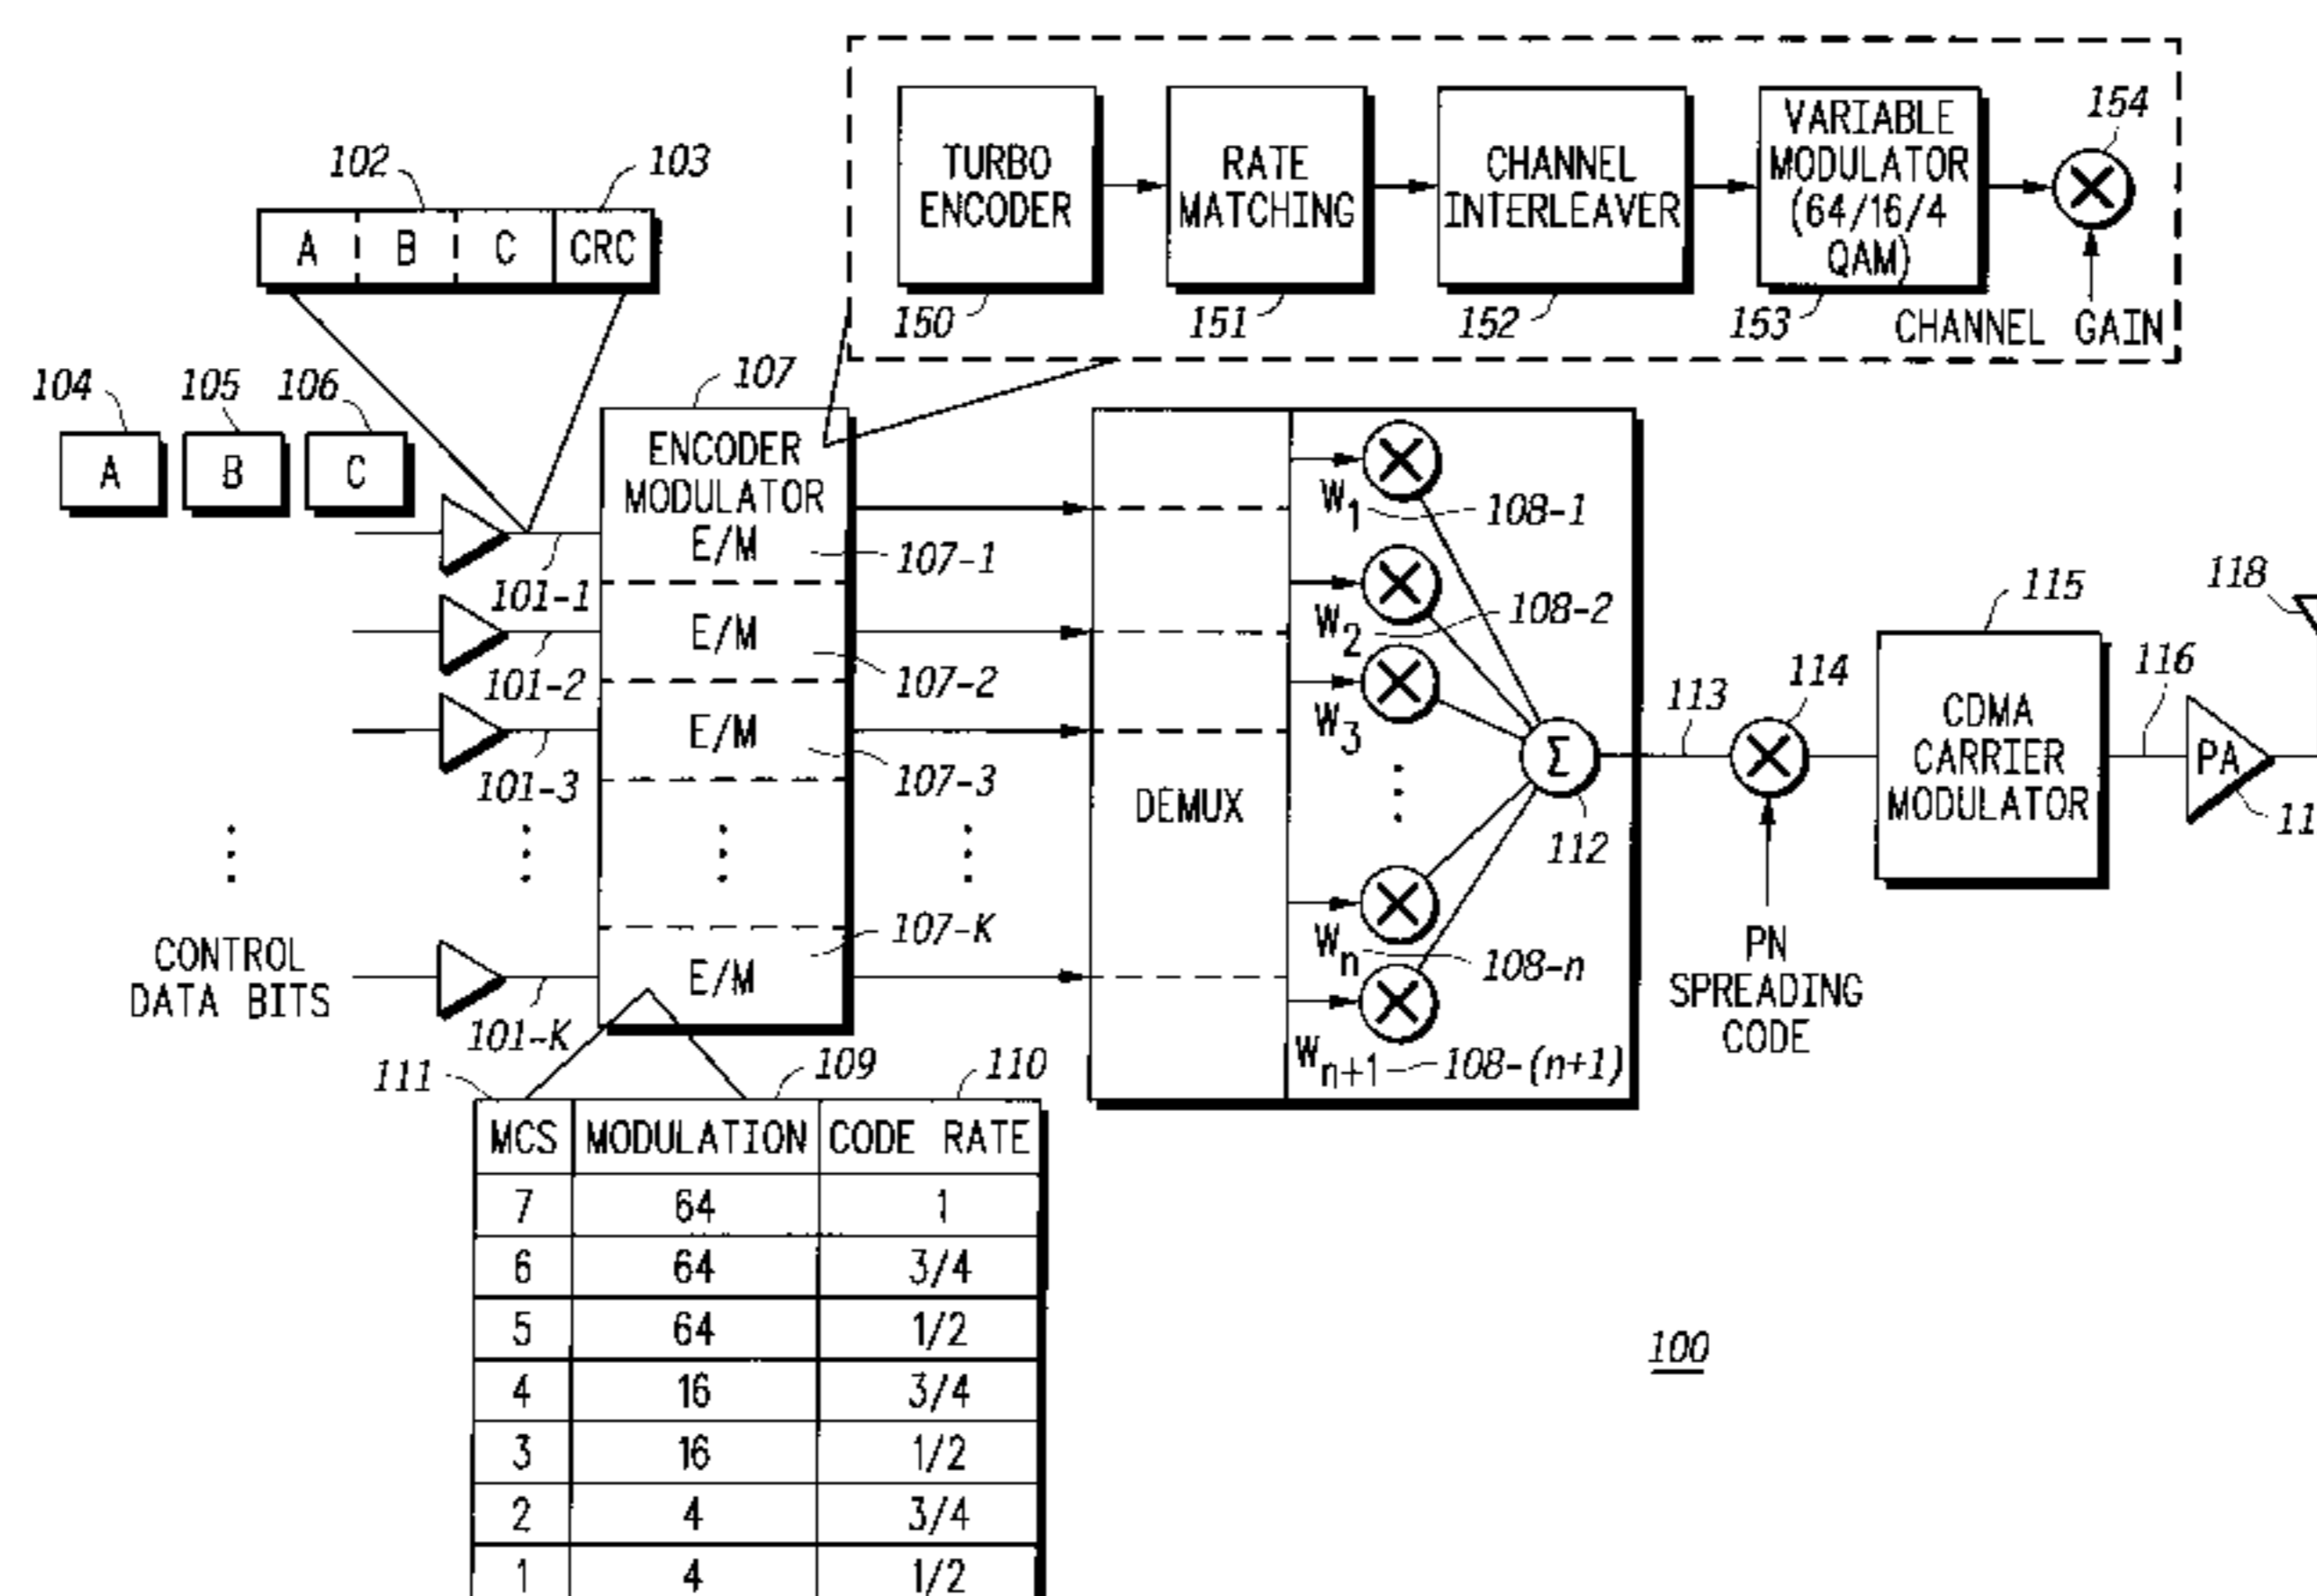 VARIABLE
MODULATOR
(64/16/4
QAM)
TURBO
ENCODER
RATE
MATCHING
CHANNEL
INTERLEAVER
154
150
151
152
153
CHANNEL GAIN
102
103
A
B
C
CRC
104
105
106
107
A
B
C
ENCODER
MODULATOR
E/M
107-1
101-1
E/M
107-2
101-2
E/M
107-3
101-3
CONTROL
DATA BITS
107-K
E/M
101-K
DEMUX
W1
108-1
W2
108-2
W3
Wn
108-n
Wn+1
108-(n+1)
Σ
112
113
114
PN
SPREADING
CODE
115
CDMA
CARRIER
MODULATOR
116
PA
118
111
109
110
MCS MODULATION CODE RATE
7 64 1
6 64 3/4
5 64 1/2
4 16 3/4
3 16 1/2
2 4 3/4
1 4 1/2
100